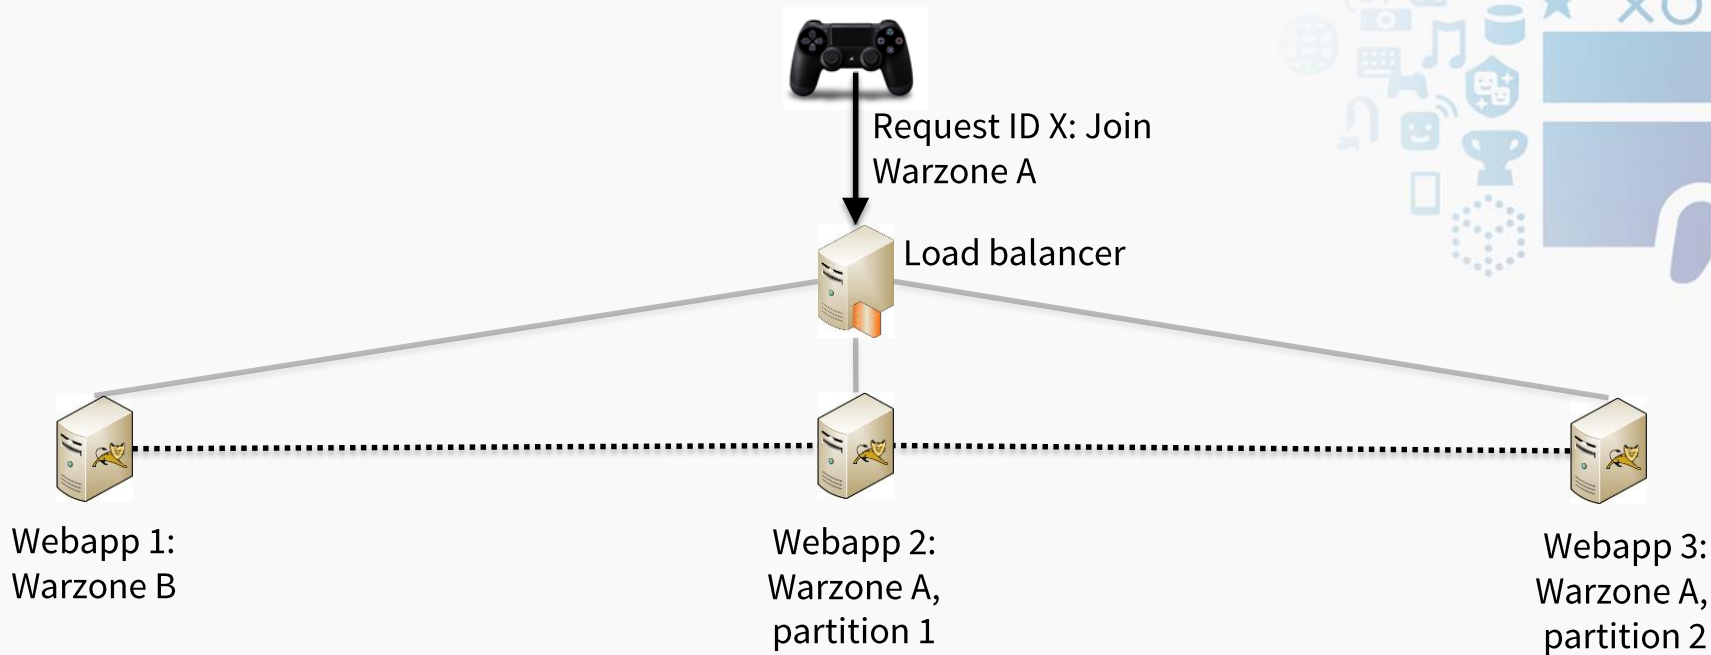 Request ID X: Join
Warzone A
Load balancer
Webapp 1:
Warzone B
Webapp 2:
Warzone A,
partition 1
Webapp 3:
Warzone A,
partition 2